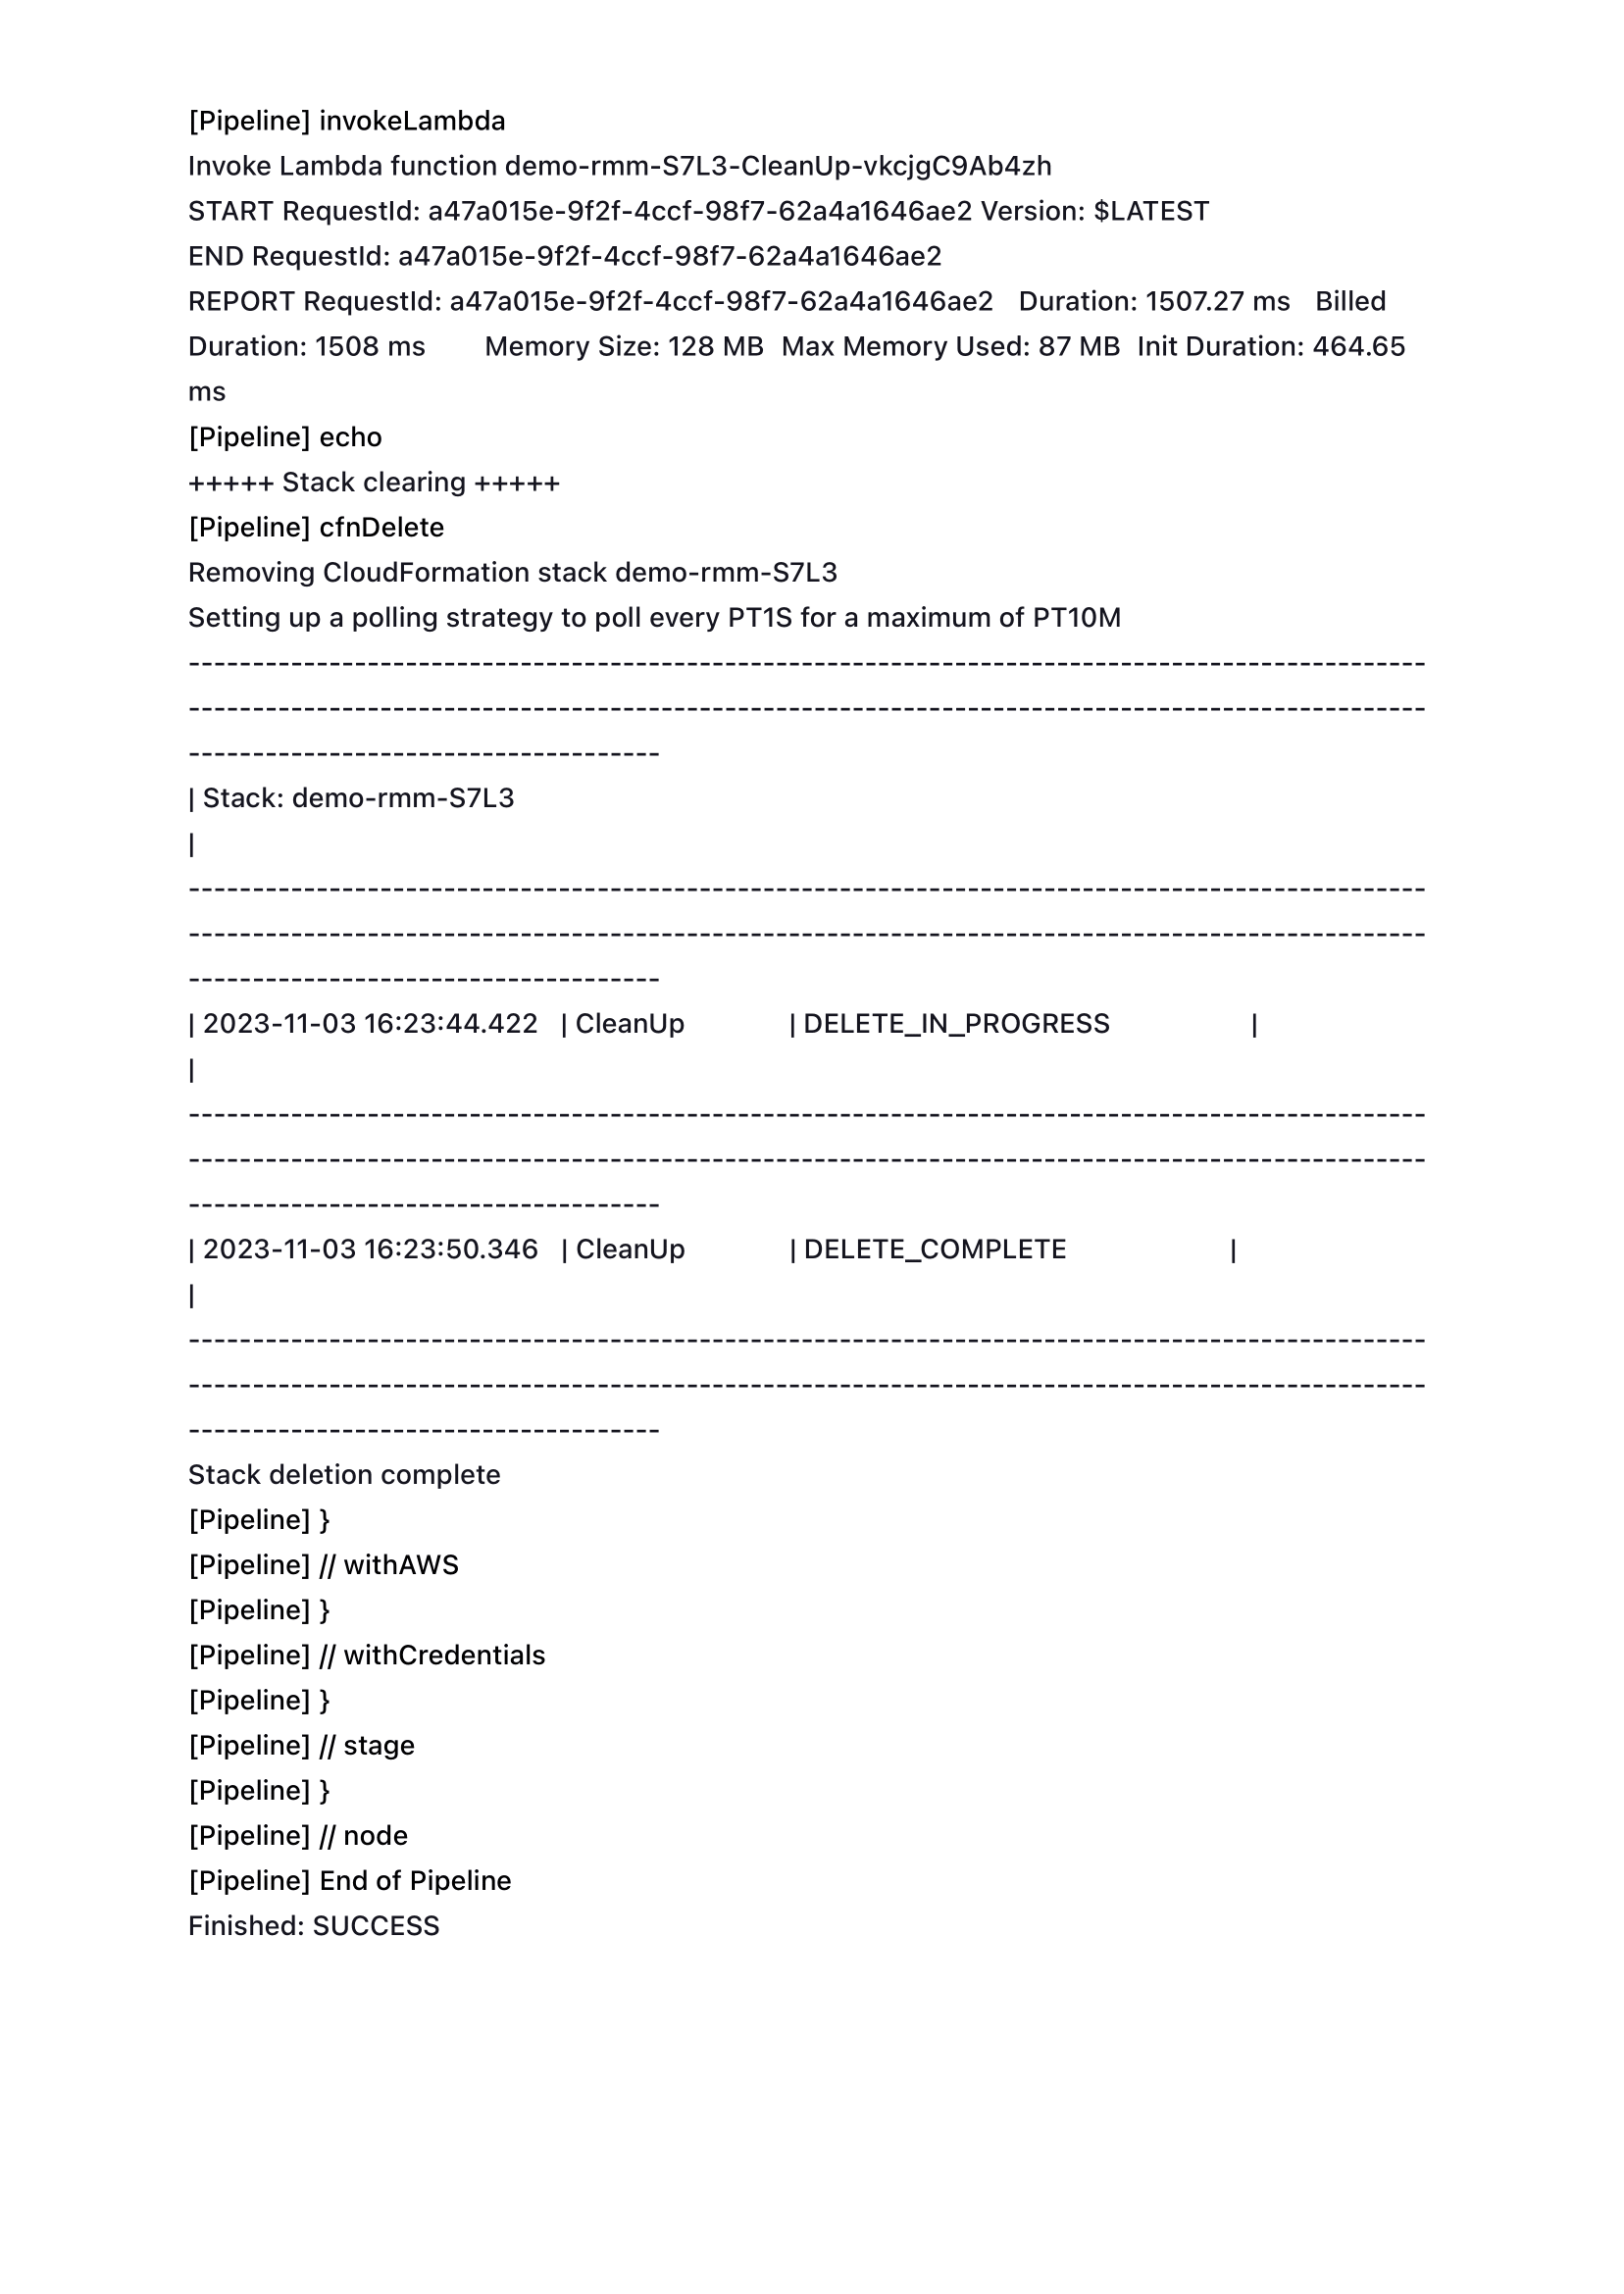 [Pipeline] invokeLambda
Invoke Lambda function demo-rmm-S7L3-CleanUp-vkcjgC9Ab4zh
START RequestId: a47a015e-9f2f-4ccf-98f7-62a4a1646ae2 Version: $LATEST
END RequestId: a47a015e-9f2f-4ccf-98f7-62a4a1646ae2
REPORT RequestId: a47a015e-9f2f-4ccf-98f7-62a4a1646ae2 Duration: 1507.27 ms Billed
Duration: 1508 ms Memory Size: 128 MB Max Memory Used: 87 MB Init Duration: 464.65
ms
[Pipeline] echo
+++++ Stack clearing +++++
[Pipeline] cfnDelete
Removing CloudFormation stack demo-rmm-S7L3
Setting up a polling strategy to poll every PT1S for a maximum of PT10M
-------------------------------------------------------------------------------------------------
-------------------------------------------------------------------------------------------------
-------------------------------------
| Stack: demo-rmm-S7L3
|
-------------------------------------------------------------------------------------------------
-------------------------------------------------------------------------------------------------
-------------------------------------
| 2023-11-03 16:23:44.422 | CleanUp | DELETE_IN_PROGRESS |
|
-------------------------------------------------------------------------------------------------
-------------------------------------------------------------------------------------------------
-------------------------------------
| 2023-11-03 16:23:50.346 | CleanUp | DELETE_COMPLETE |
|
-------------------------------------------------------------------------------------------------
-------------------------------------------------------------------------------------------------
-------------------------------------
Stack deletion complete
[Pipeline] }
[Pipeline] // withAWS
[Pipeline] }
[Pipeline] // withCredentials
[Pipeline] }
[Pipeline] // stage
[Pipeline] }
[Pipeline] // node
[Pipeline] End of Pipeline
Finished: SUCCESS